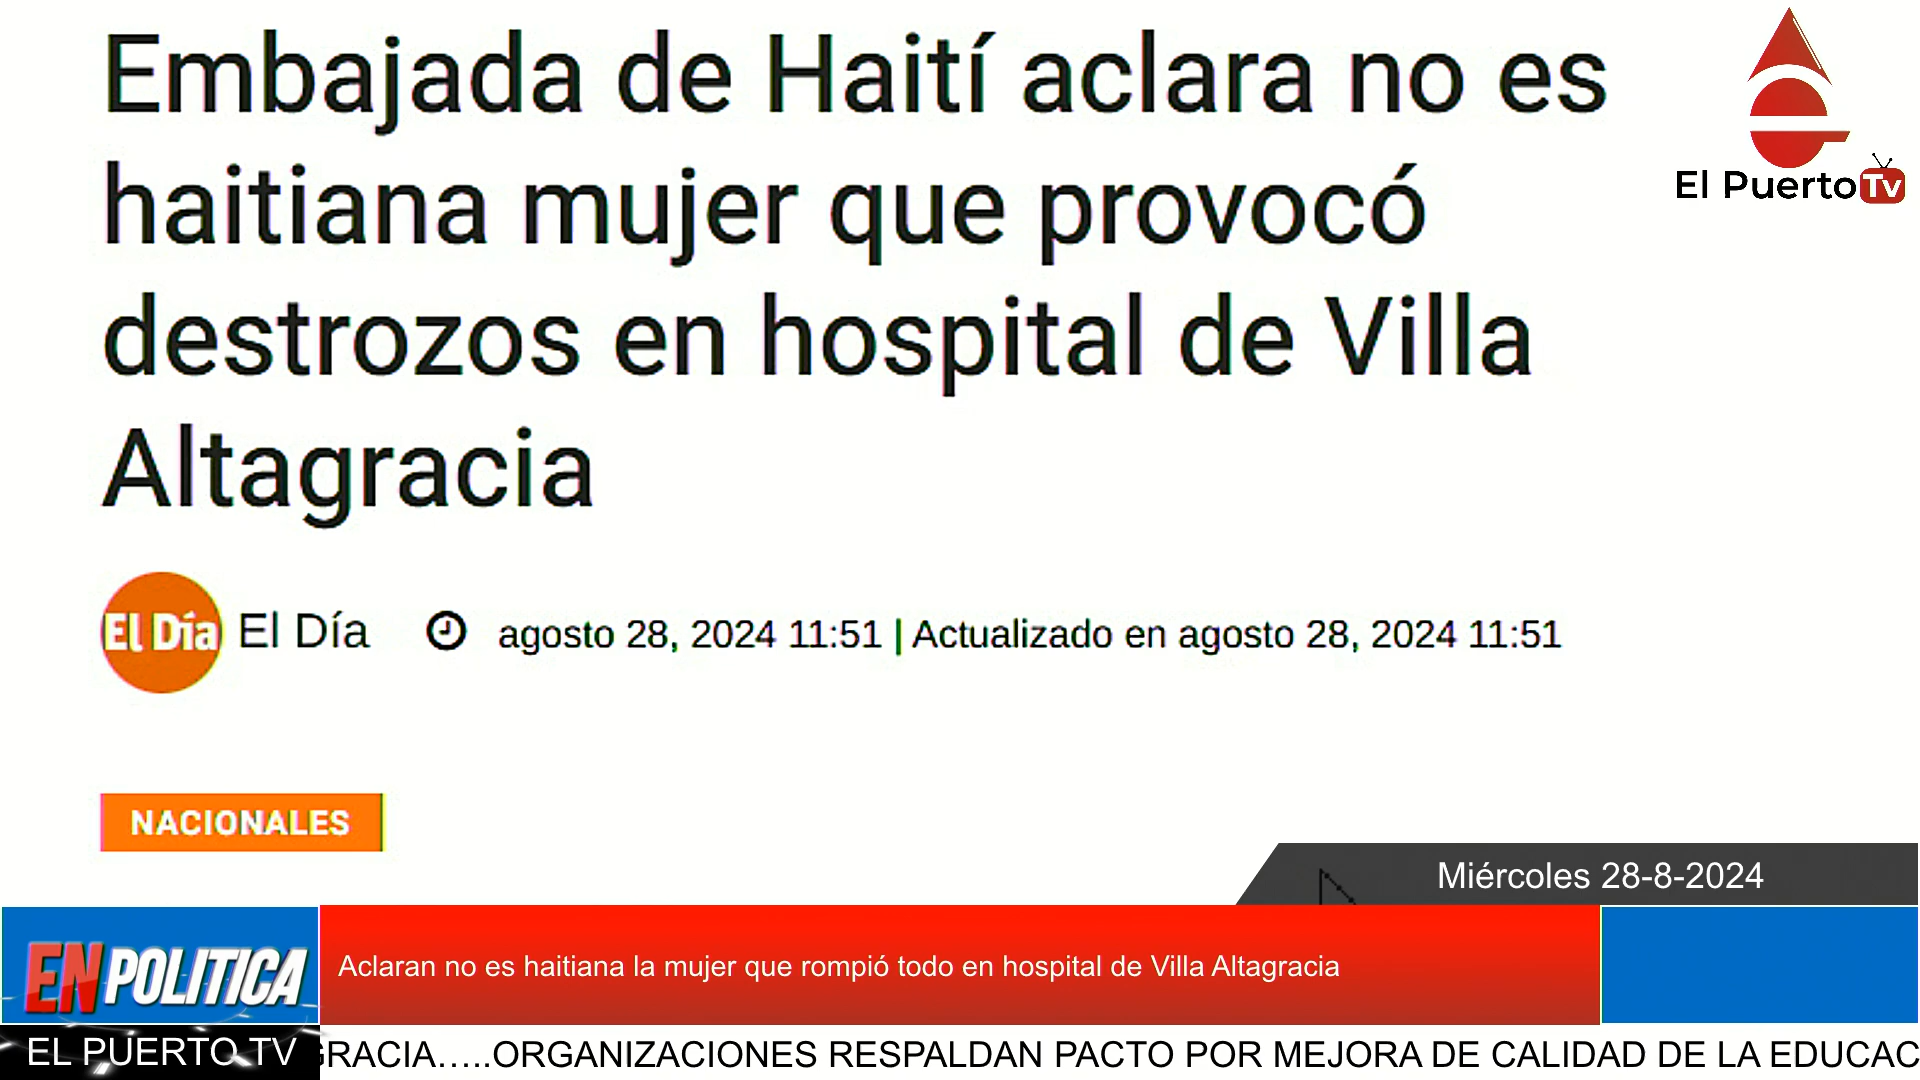 Embajada de Haití aclara no es
haitiana mujer que provocó
destrozos en hospital de Villa
Altagracia
El Puerto Tv
El Día El Día agosto 28, 2024 11:51 | Actualizado en agosto 28, 2024 11:51
NACIONALES
Miércoles 28-8-2024
EN POLITICA
Aclaran no es haitiana la mujer que rompió todo en hospital de Villa Altagracia
EL PUERTO TV
GRACIA…..ORGANIZACIONES RESPALDAN PACTO POR MEJORA DE CALIDAD DE LA EDUCAC